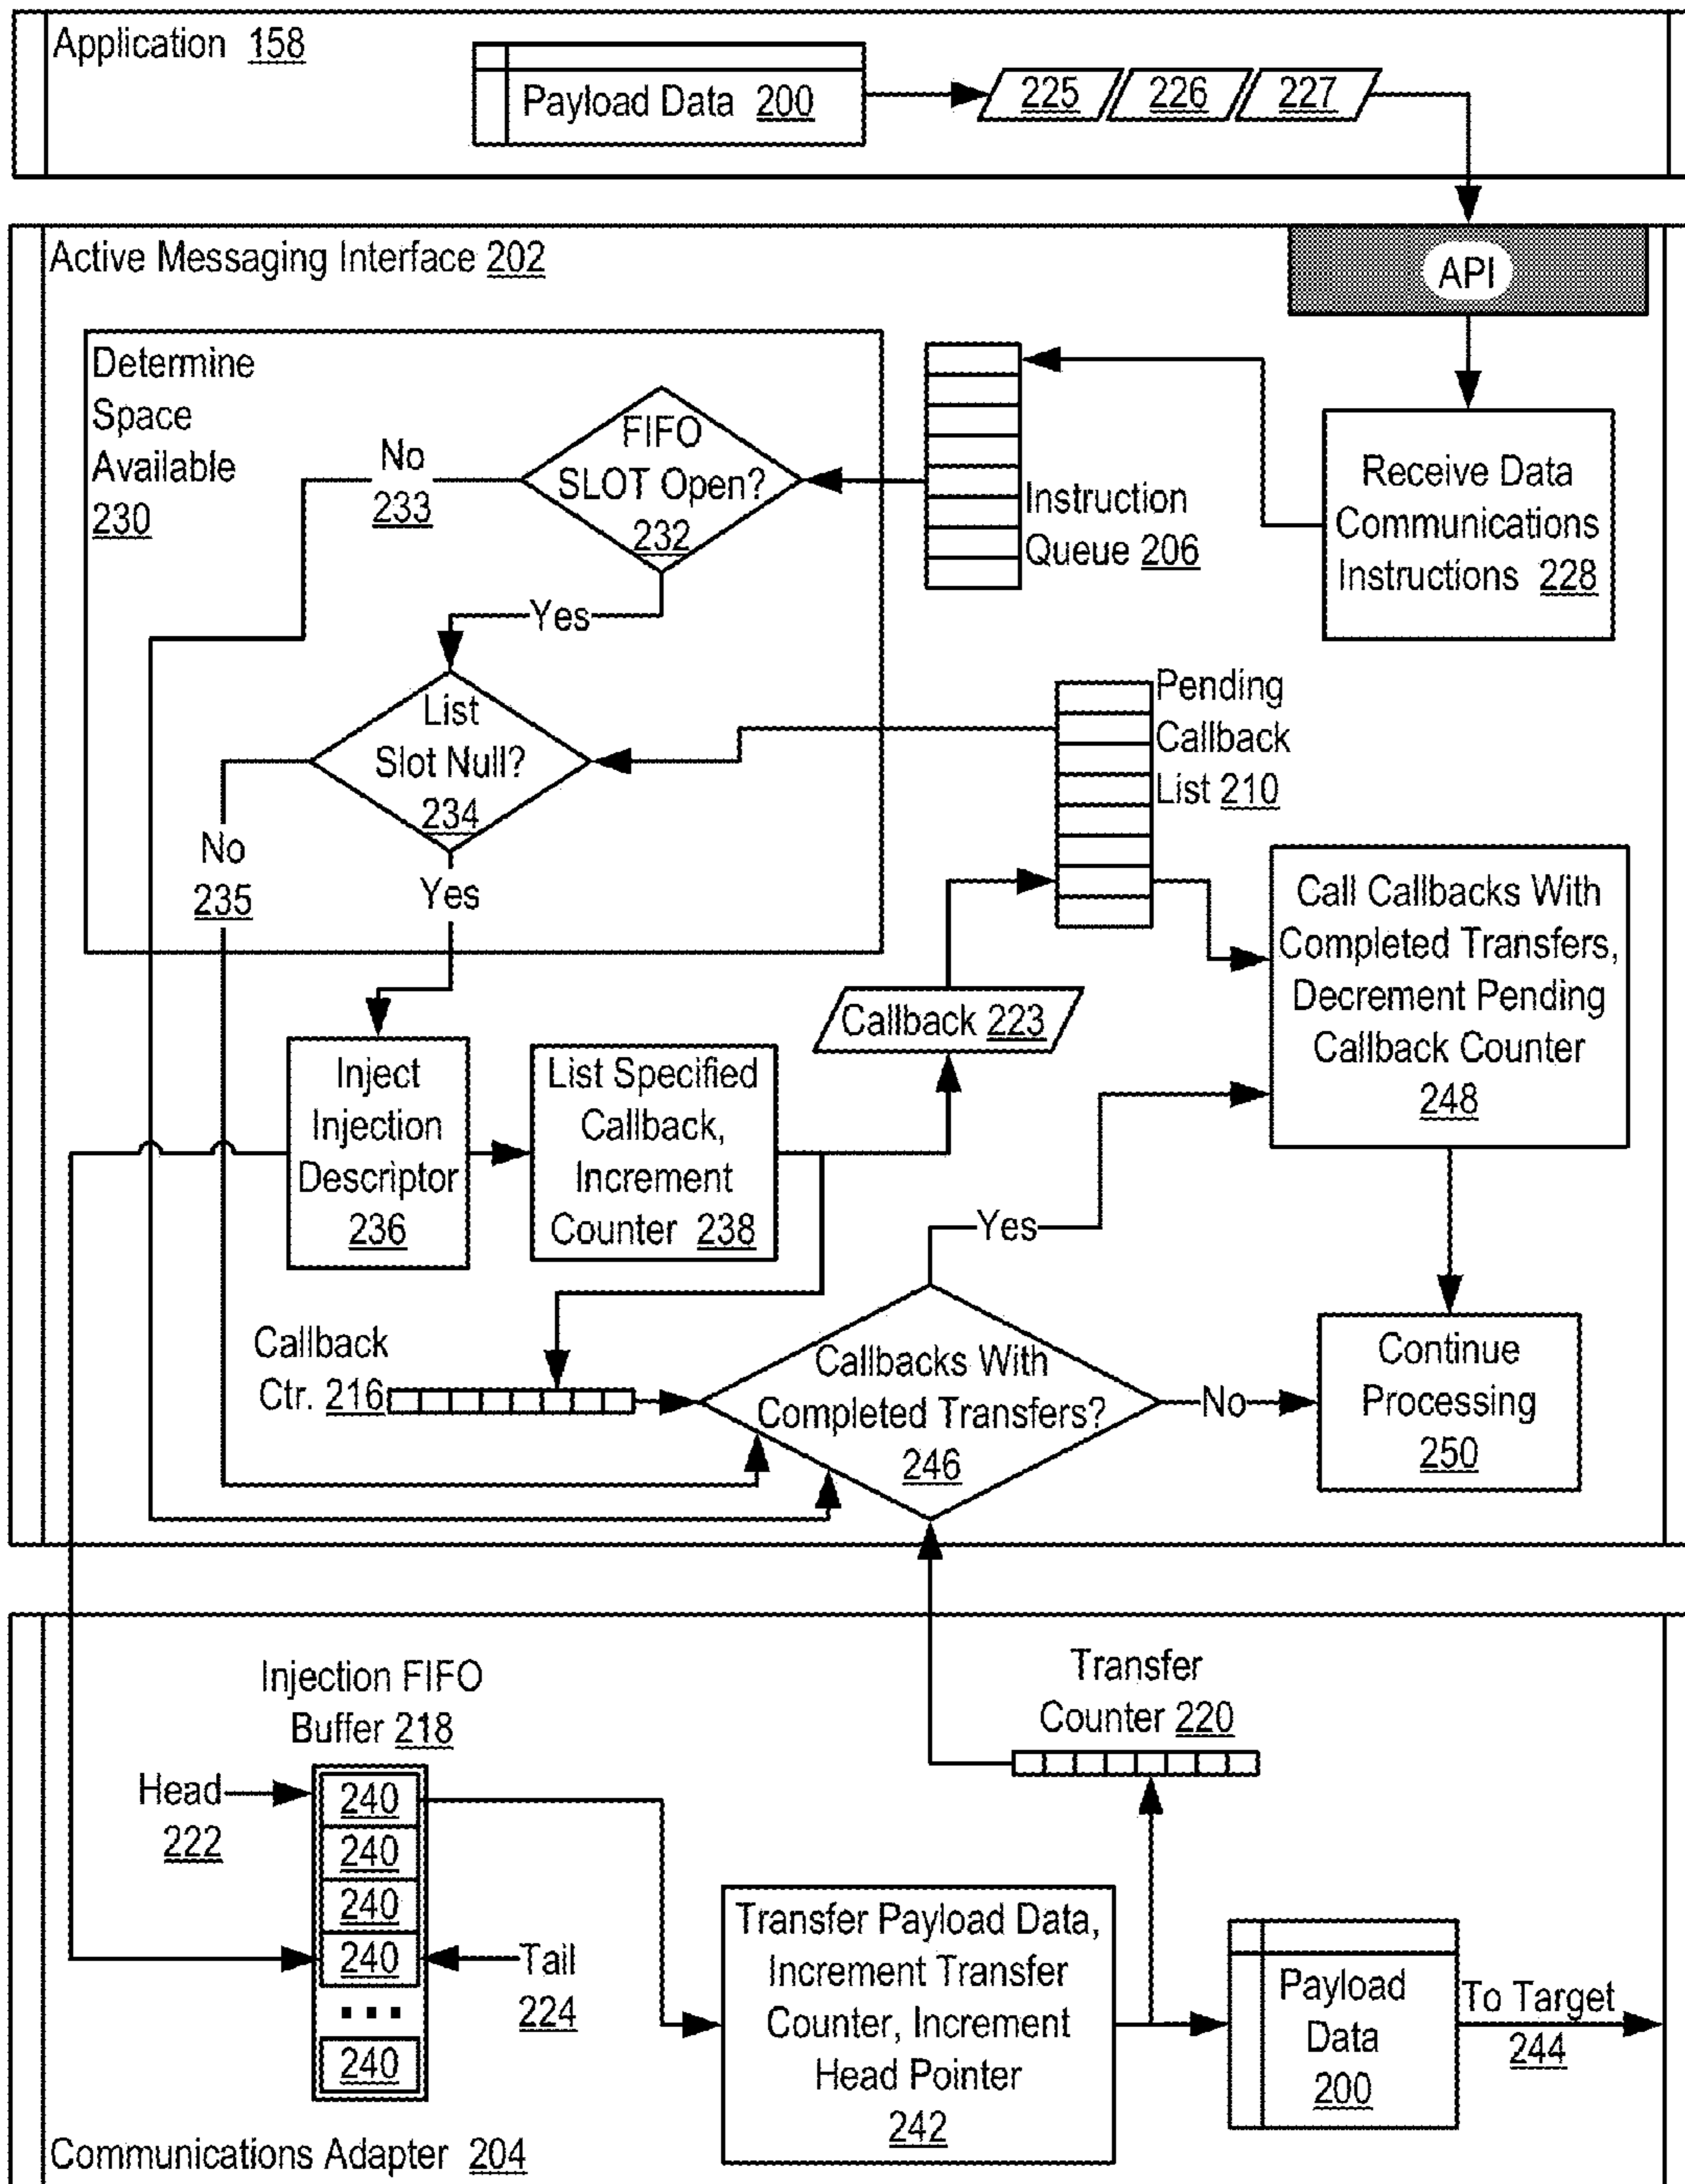 Application 158
Payload Data 200
225
226
227
Active Messaging Interface 202
API
Determine
Space
Available
230
FIFO
SLOT Open?
232
No
233
Instruction
Queue 206
Receive Data
Communications
Instructions 228
Yes
List
Slot Null?
234
Pending
Callback
List 210
No
235
Yes
Call Callbacks With
Completed Transfers,
Decrement Pending
Callback Counter
248
Callback 223
Inject
Injection
Descriptor
236
List Specified
Callback,
Increment
Counter 238
Yes
Callback
Ctr. 216
Callbacks With
Completed Transfers?
246
No
Continue
Processing
250
Injection FIFO
Buffer 218
Transfer
Counter 220
Head
222
240
240
240
240
...
240
Tail
224
Transfer Payload Data,
Increment Transfer
Counter, Increment
Head Pointer
242
Payload
Data
200
To Target
244
Communications Adapter 204